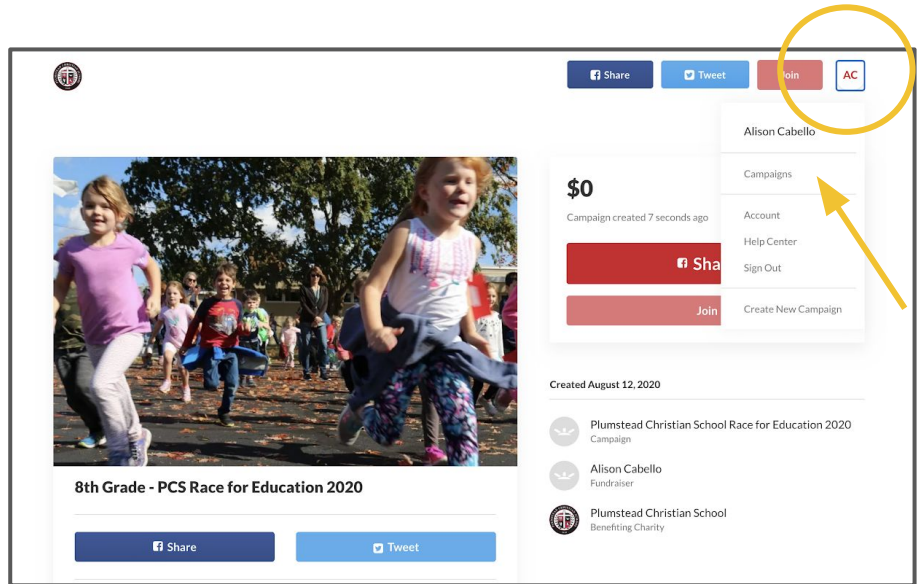 Share
Tweet
Join
AC
Alison Cabello
Campaigns
Account
Help Center
Sign Out
Create New Campaign
$0
Campaign created 7 seconds ago
Sha
Join
Created August 12, 2020
Plumstead Christian School Race for Education 2020
Campaign
Alison Cabello
Fundraiser
Plumstead Christian School
Benefiting Charity
8th Grade - PCS Race for Education 2020
Share
Tweet